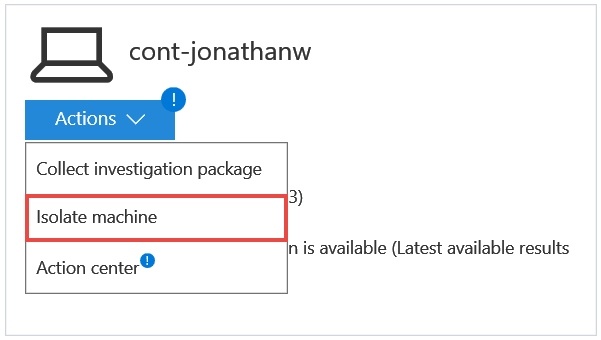 cont-jonathanw
!
Actions
Collect investigation package
3)
Isolate machine
n is available (Latest available results
Action center !